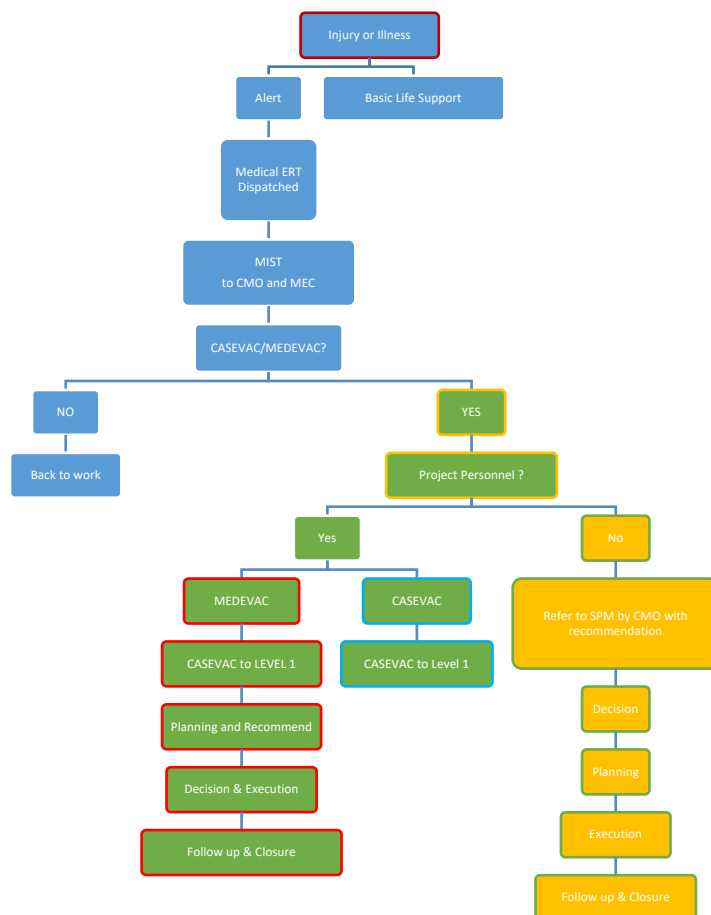 Injury or Illness
Alert
Basic Life Support
Medical ERT
Dispatched
MIST
to CMO and MEC
CASEVAC/MEDEVAC?
NO
YES
Back to work
Project Personnel ?
Yes
No
MEDEVAC
CASEVAC
Refer to SPM by CMO with
recommendation
CASEVAC to LEVEL 1
CASEVAC to Level 1
Decision
Planning and Recommend
Planning
Decision & Execution
Execution
Follow up & Closure
Follow up & Closure